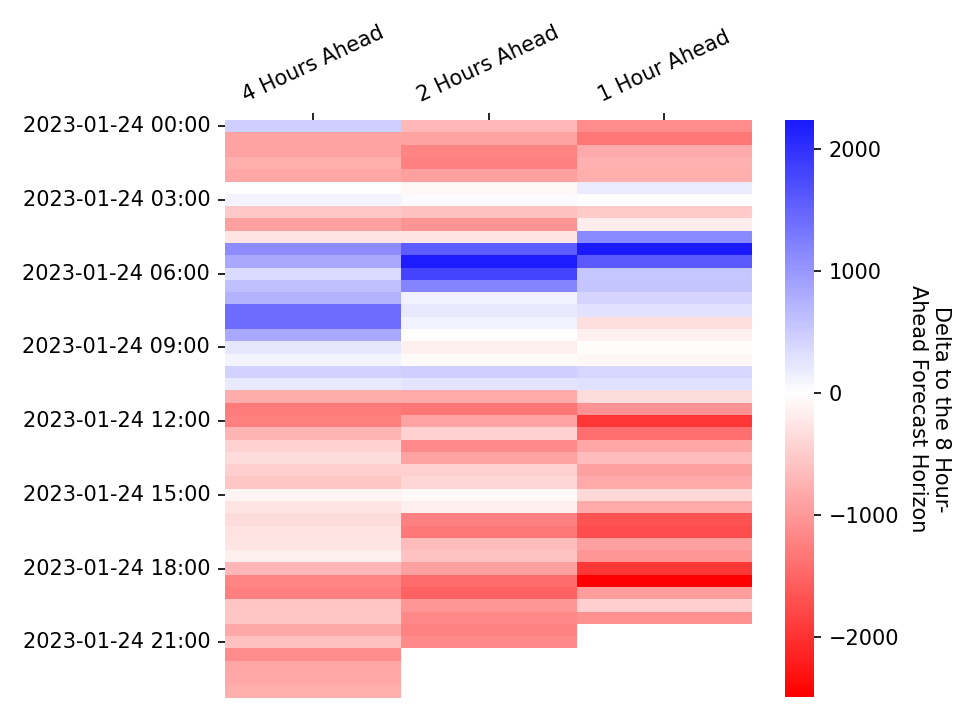 4 Hours Ahead
2 Hours Ahead
1 Hour Ahead
2023-01-24 00:00
2023-01-24 03:00
2023-01-24 06:00
2023-01-24 09:00
2023-01-24 12:00
2023-01-24 15:00
2023-01-24 18:00
2023-01-24 21:00
2000
1000
0
−1000
−2000
Delta to the 8 Hour-
Ahead Forecast Horizon